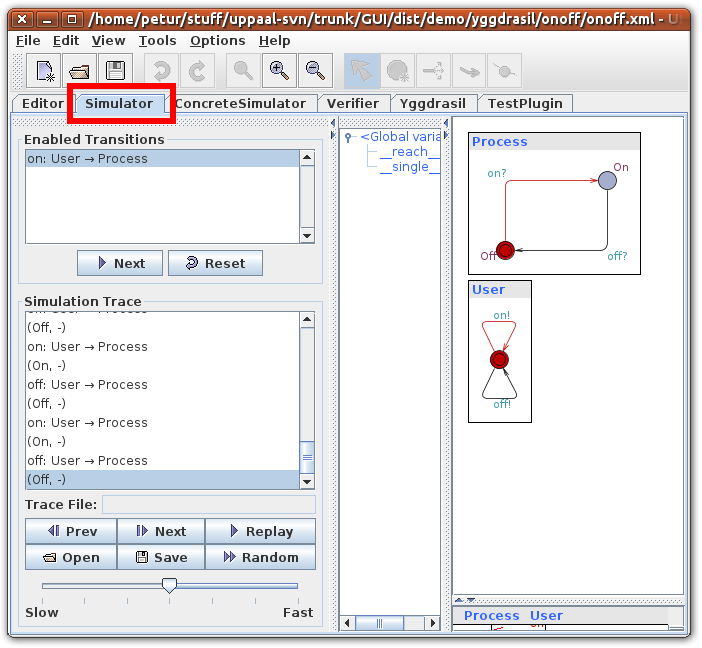 /home/petur/stuff/uppaal-svn/trunk/GUI/dist/demo/yggdrasil/onoff/onoff.xml - U
File Edit View Tools Options Help
Editor Simulator ConcreteSimulator Verifier Yggdrasil TestPlugin
Enabled Transitions
on: User → Process
Next Reset
Simulation Trace
(Off, -)
on: User → Process
(On, -)
off: User → Process
(Off, -)
on: User → Process
(On, -)
off: User → Process
(Off, -)
Trace File:
Prev Next Replay
Open Save Random
Slow Fast
<Global varia
__reach__
__single__
Process
on?
On
Off
off?
User
on!
off!
Process User